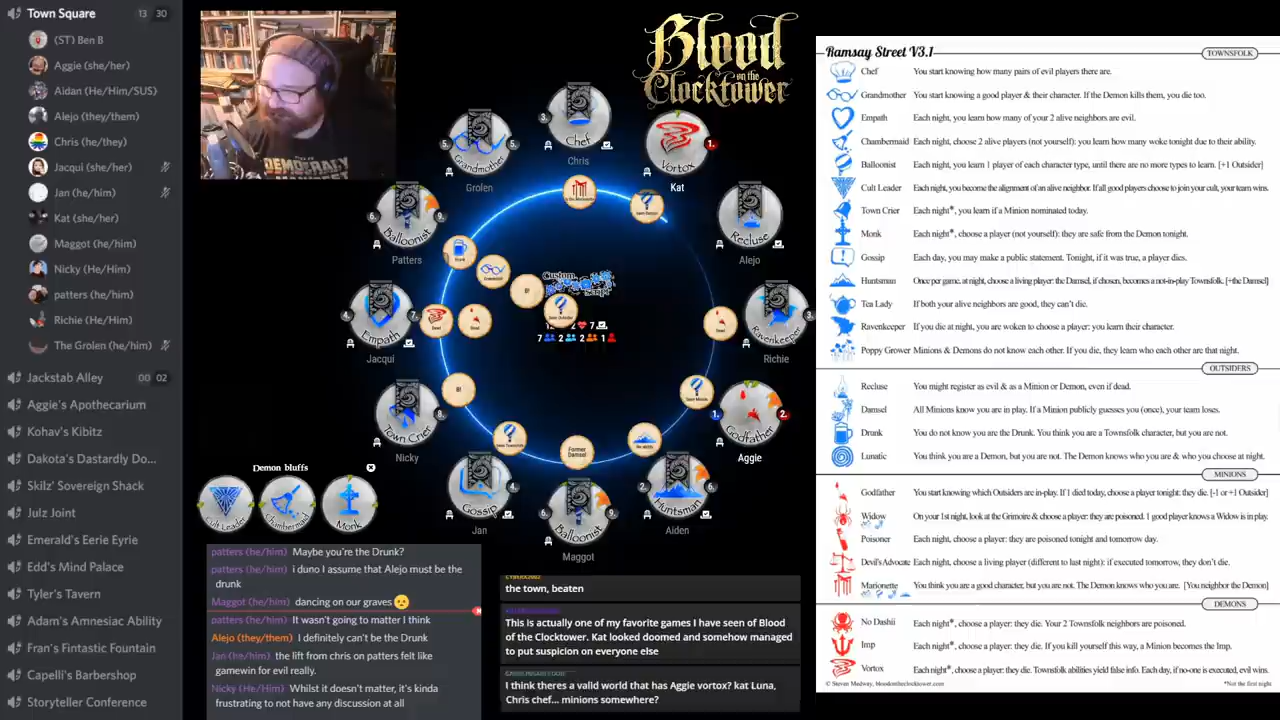 Town Square
13 30
(ST) Ben B
Aggie (she/her)
Aidan (He/Him/SUS)
Alejo (they/them)
Chris (he/they)
Jacqui (she/her)
Jan (he/him)
Kat (she/her)
Maggot (he/him)
Nicky (He/Him)
patters (he/him)
Richie (he/him)
The Grolen (he/him)
Jackstab Alley
00 02
Aggie's Apothecarium
Kohav's Kibitz
Dakota's Dastardly Do...
Skilz' Sovereign Shack
Julz Joint
Emerald's Eerie Eyrie
Edd's Mind Palace
Tyler's Tavern
Adam's Amnesiac Ability
Fran's Fantastic Fountain
Calico Corner
Storyteller Conference
DEMOCRACY
Blood
on the
Clocktower
Chef
Chris
Vortox
Kat
Recluse
Alejo
Ravenkeeper
Richie
Godfather
Aggie
Huntsman
Aiden
Balloonist
Maggot
Gossip
Jan
Nicky
Empath
Jacqui
Balloonist
Patters
Grandmother
Grolen
Custom
Script
7 2 2 1
Former Damsel
Demon bluffs
Cult Leader
Chambermaid
Monk
patters (he/him) Maybe you're the Drunk?
patters (he/him) i duno I assume that Alejo must be the
drunk
Maggot (he/him) dancing on our graves
patters (he/him) It wasn't going to matter I think
Alejo (they/them) I definitely can't be the Drunk
Jan (he/him) the lift from chris on patters felt like
gamewin for evil really.
Nicky (He/Him) Whilst it doesn't matter, it's kinda
frustrating to not have any discussion at all
the town, beaten
This is actually one of my favorite games I have seen of Blood
of the Clocktower. Kat looked doomed and somehow managed
to put suspicion on everyone else
I think theres a valid world that has Aggie vortox? kat Luna,
Chris chef... minions somewhere?
Ramsay Street V3.1
TOWNSFOLK
Chef You start knowing how many pairs of evil players there are.
Grandmother You start knowing a good player & their character. If the Demon kills them, you die too.
Empath Each night, you learn how many of your 2 alive neighbors are evil.
Chambermaid Each night, choose 2 alive players (not yourself): you learn how many woke tonight due to their ability.
Balloonist Each night, you learn 1 player of each character type, until there are no more types to learn. [+1 Outsider]
Cult Leader Each night, you become the alignment of an alive neighbor. If all good players choose to join your cult, your team wins.
Town Crier Each night*, you learn if a Minion nominated today.
Monk Each night*, choose a player (not yourself): they are safe from the Demon tonight.
Gossip Each day, you may make a public statement. Tonight, if it was true, a player dies.
Huntsman Once per game, at night, choose a living player: the Damsel, if chosen, becomes a not-in-play Townsfolk. [+the Damsel]
Tea Lady If both your alive neighbors are good, they can't die.
Ravenkeeper If you die at night, you are woken to choose a player: you learn their character.
Poppy Grower Minions & Demons do not know each other. If you die, they learn who each other are that night.
OUTSIDERS
Recluse You might register as evil & as a Minion or Demon, even if dead.
Damsel All Minions know you are in play. If a Minion publicly guesses you (once), your team loses.
Drunk You do not know you are the Drunk. You think you are a Townsfolk character, but you are not.
Lunatic You think you are a Demon, but you are not. The Demon knows who you are & who you choose at night.
MINIONS
Godfather You start knowing which Outsiders are in-play. If 1 died today, choose a player tonight: they die. [-1 or +1 Outsider]
Widow On your 1st night, look at the Grimoire & choose a player: they are poisoned. 1 good player knows a Widow is in play.
Poisoner Each night, choose a player: they are poisoned tonight and tomorrow day.
Devil's Advocate Each night, choose a living player (different to last night): if executed tomorrow, they don't die.
Marionette You think you are a good character, but you are not. The Demon knows who you are. [You neighbor the Demon]
DEMONS
No Dashii Each night*, choose a player: they die. Your 2 Townsfolk neighbors are poisoned.
Imp Each night*, choose a player: they die. If you kill yourself this way, a Minion becomes the Imp.
Vortox Each night*, choose a player: they die. Townsfolk abilities yield false info. Each day, if no-one is executed, evil wins.
© Steven Medway, bloodontheclocktower.com
*Not the first night